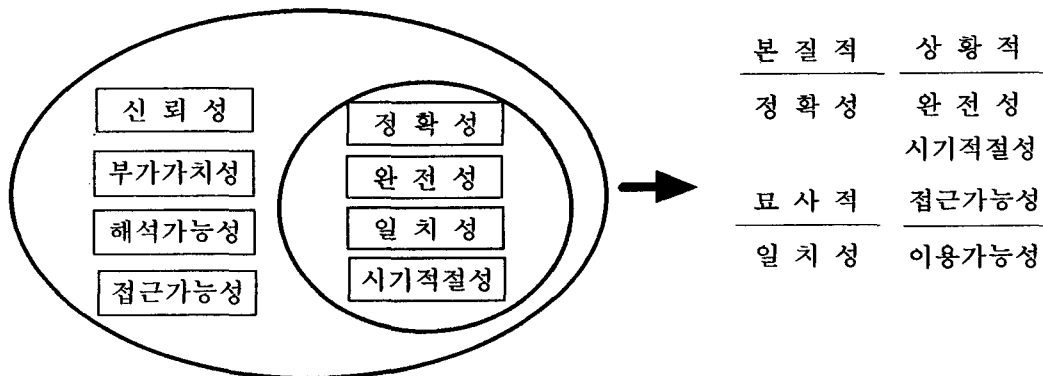 신 뢰 성
부가가치성
해석가능성
접근가능성
정 확 성
완 전 성
일 치 성
시기적절성
본 질 적 상 황 적
정 확 성 완 전 성
시기적절성
묘 사 적 접근가능성
일 치 성 이용가능성